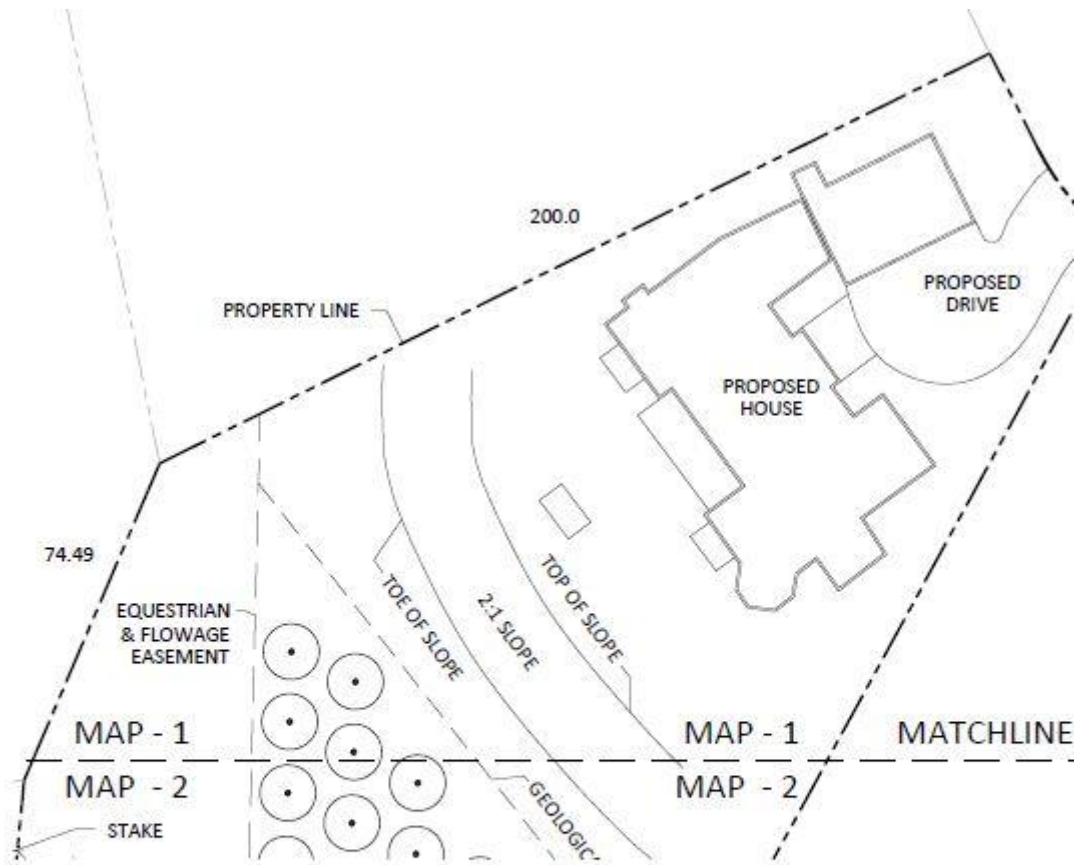 200.0
PROPERTY LINE
PROPOSED
DRIVE
PROPOSED
HOUSE
74.49
EQUESTRIAN
& FLOWAGE
EASEMENT
TOE OF SLOPE
2:1 SLOPE
TOP OF SLOPE
MAP - 1
MAP - 1
MATCHLINE
MAP - 2
MAP - 2
STAKE